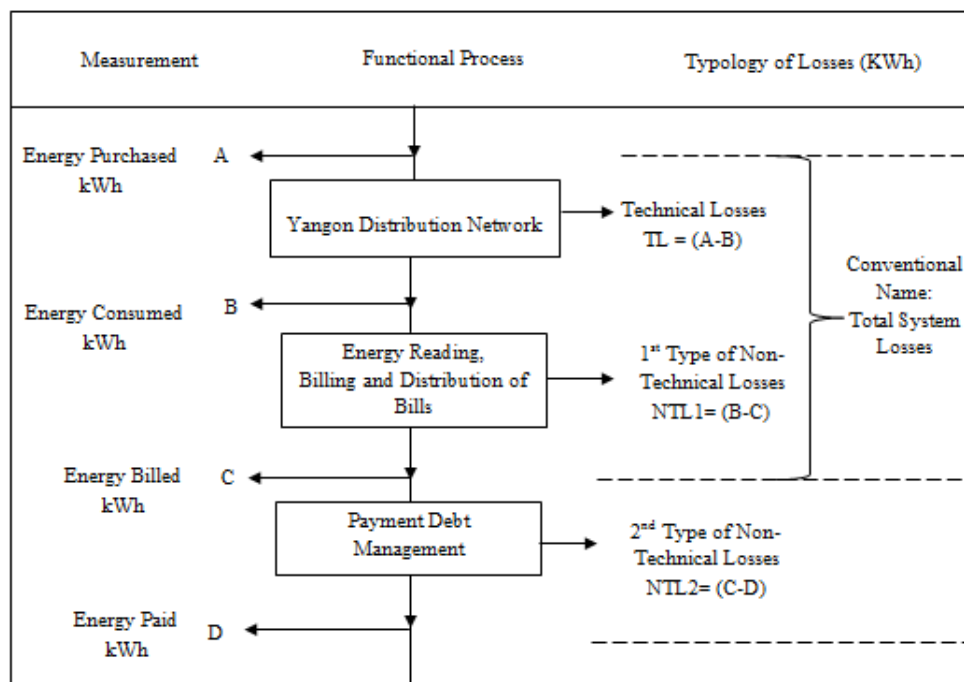 Measurement
Functional Process
Typology of Losses (KWh)
Energy Purchased
kWh
A
Yangon Distribution Network
Technical Losses
TL = (A-B)
Conventional
Name:
Total System
Losses
Energy Consumed
kWh
B
Energy Reading,
Billing and Distribution of
Bills
1st Type of Non-
Technical Losses
NTL1= (B-C)
Energy Billed
kWh
C
Payment Debt
Management
2nd Type of Non-
Technical Losses
NTL2= (C-D)
Energy Paid
kWh
D